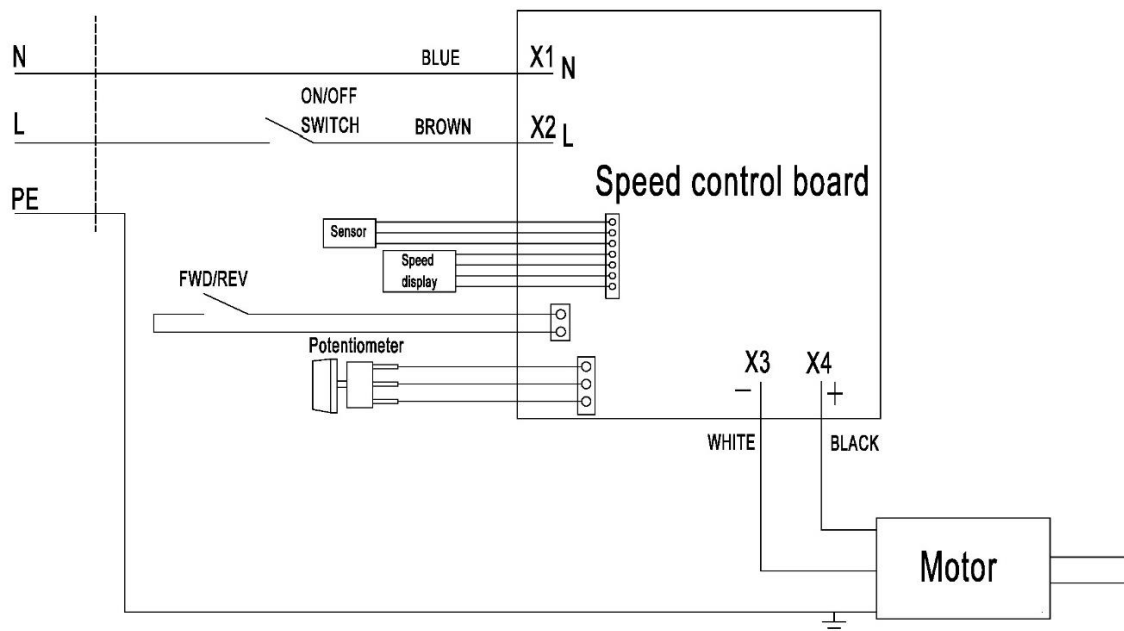 N
BLUE
X1 N
ON/OFF
SWITCH
L
BROWN
X2 L
Speed control board
PE
Sensor
Speed
display
FWD/REV
Potentiometer
X3
X4
− +
WHITE
BLACK
Motor